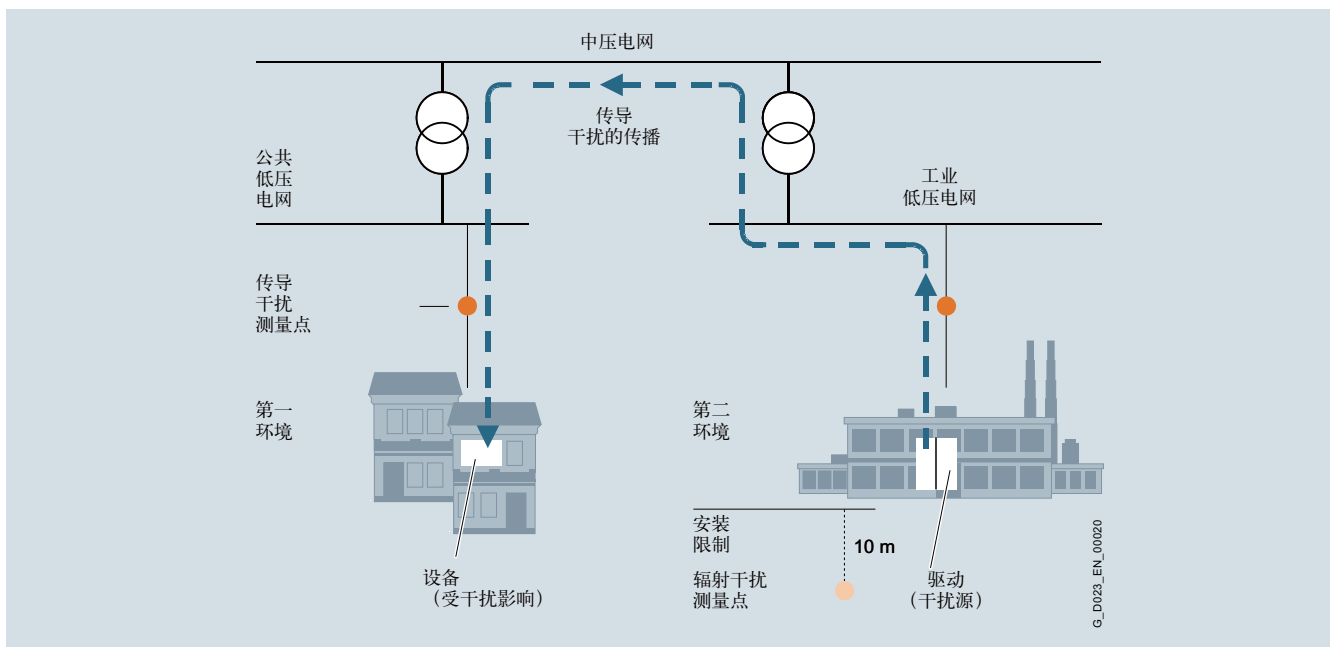 中压电网
传导
干扰的传播
公共
低压
电网
工业
低压电网
传导
干扰
测量点
第一
环境
第二
环境
安装
限制
10 m
辐射干扰
测量点
设备
（受干扰影响）
驱动
（干扰源）
G_D023_EN_00020